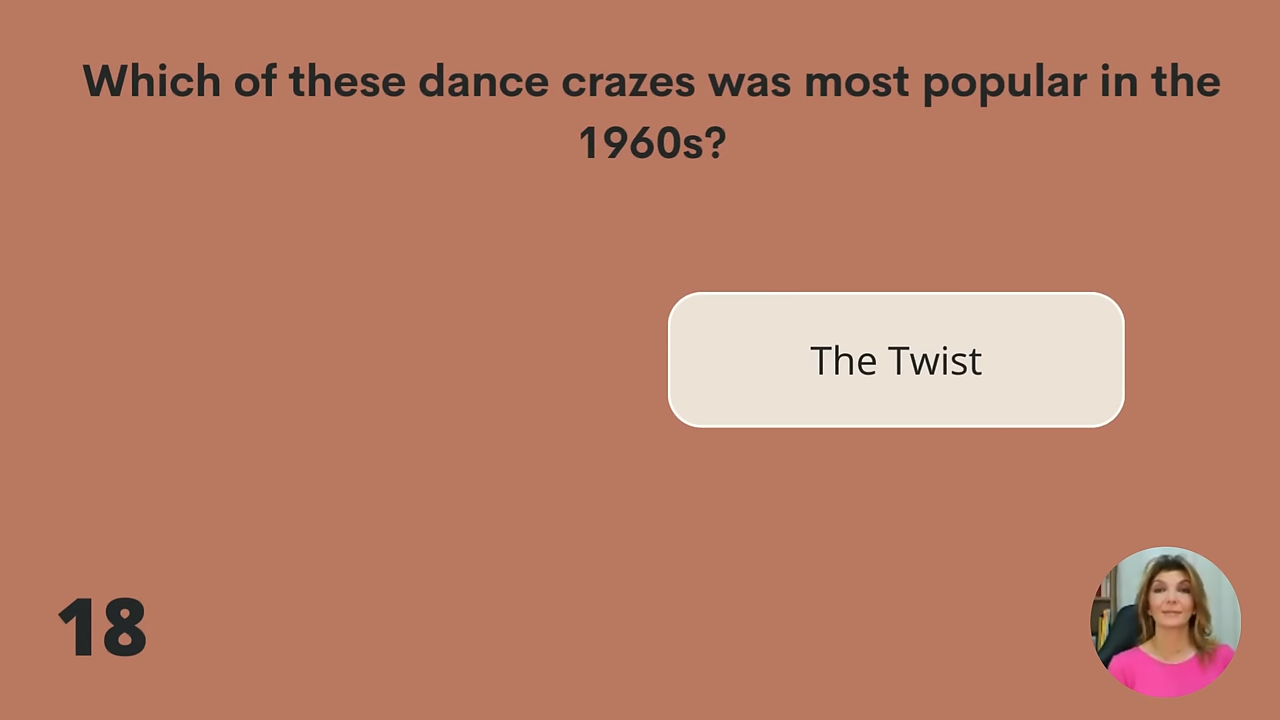 Which of these dance crazes was most popular in the
1960s?
The Twist
18